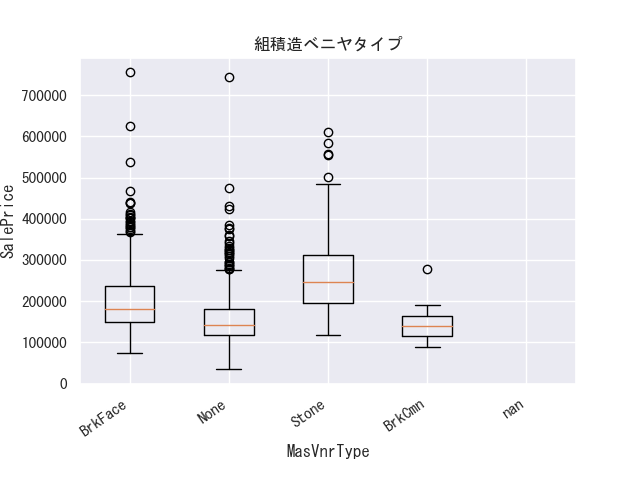 組積造ベニヤタイプ
SalePrice
700000
600000
500000
400000
300000
200000
100000
0
BrkFace
None
Stone
BrkCmn
nan
MasVnrType